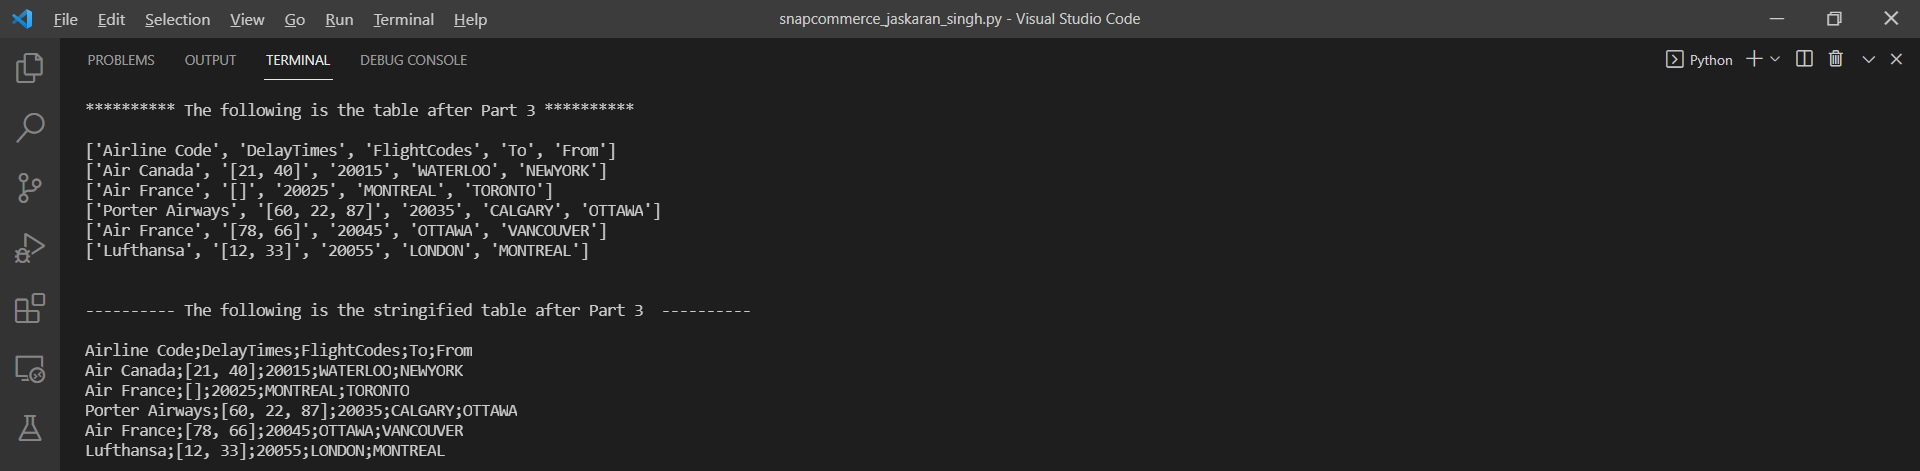 File Edit Selection View Go Run Terminal Help snapcommerce_jaskaran_singh.py - Visual Studio Code
PROBLEMS OUTPUT TERMINAL DEBUG CONSOLE Python
********** The following is the table after Part 3 **********
['Airline Code', 'DelayTimes', 'FlightCodes', 'To', 'From']
['Air Canada', '[21, 40]', '20015', 'WATERLOO', 'NEWYORK']
['Air France', '[]', '20025', 'MONTREAL', 'TORONTO']
['Porter Airways', '[60, 22, 87]', '20035', 'CALGARY', 'OTTAWA']
['Air France', '[78, 66]', '20045', 'OTTAWA', 'VANCOUVER']
['Lufthansa', '[12, 33]', '20055', 'LONDON', 'MONTREAL']
---------- The following is the stringified table after Part 3  ----------
Airline Code;DelayTimes;FlightCodes;To;From
Air Canada;[21, 40];20015;WATERLOO;NEWYORK
Air France;[];20025;MONTREAL;TORONTO
Porter Airways;[60, 22, 87];20035;CALGARY;OTTAWA
Air France;[78, 66];20045;OTTAWA;VANCOUVER
Lufthansa;[12, 33];20055;LONDON;MONTREAL